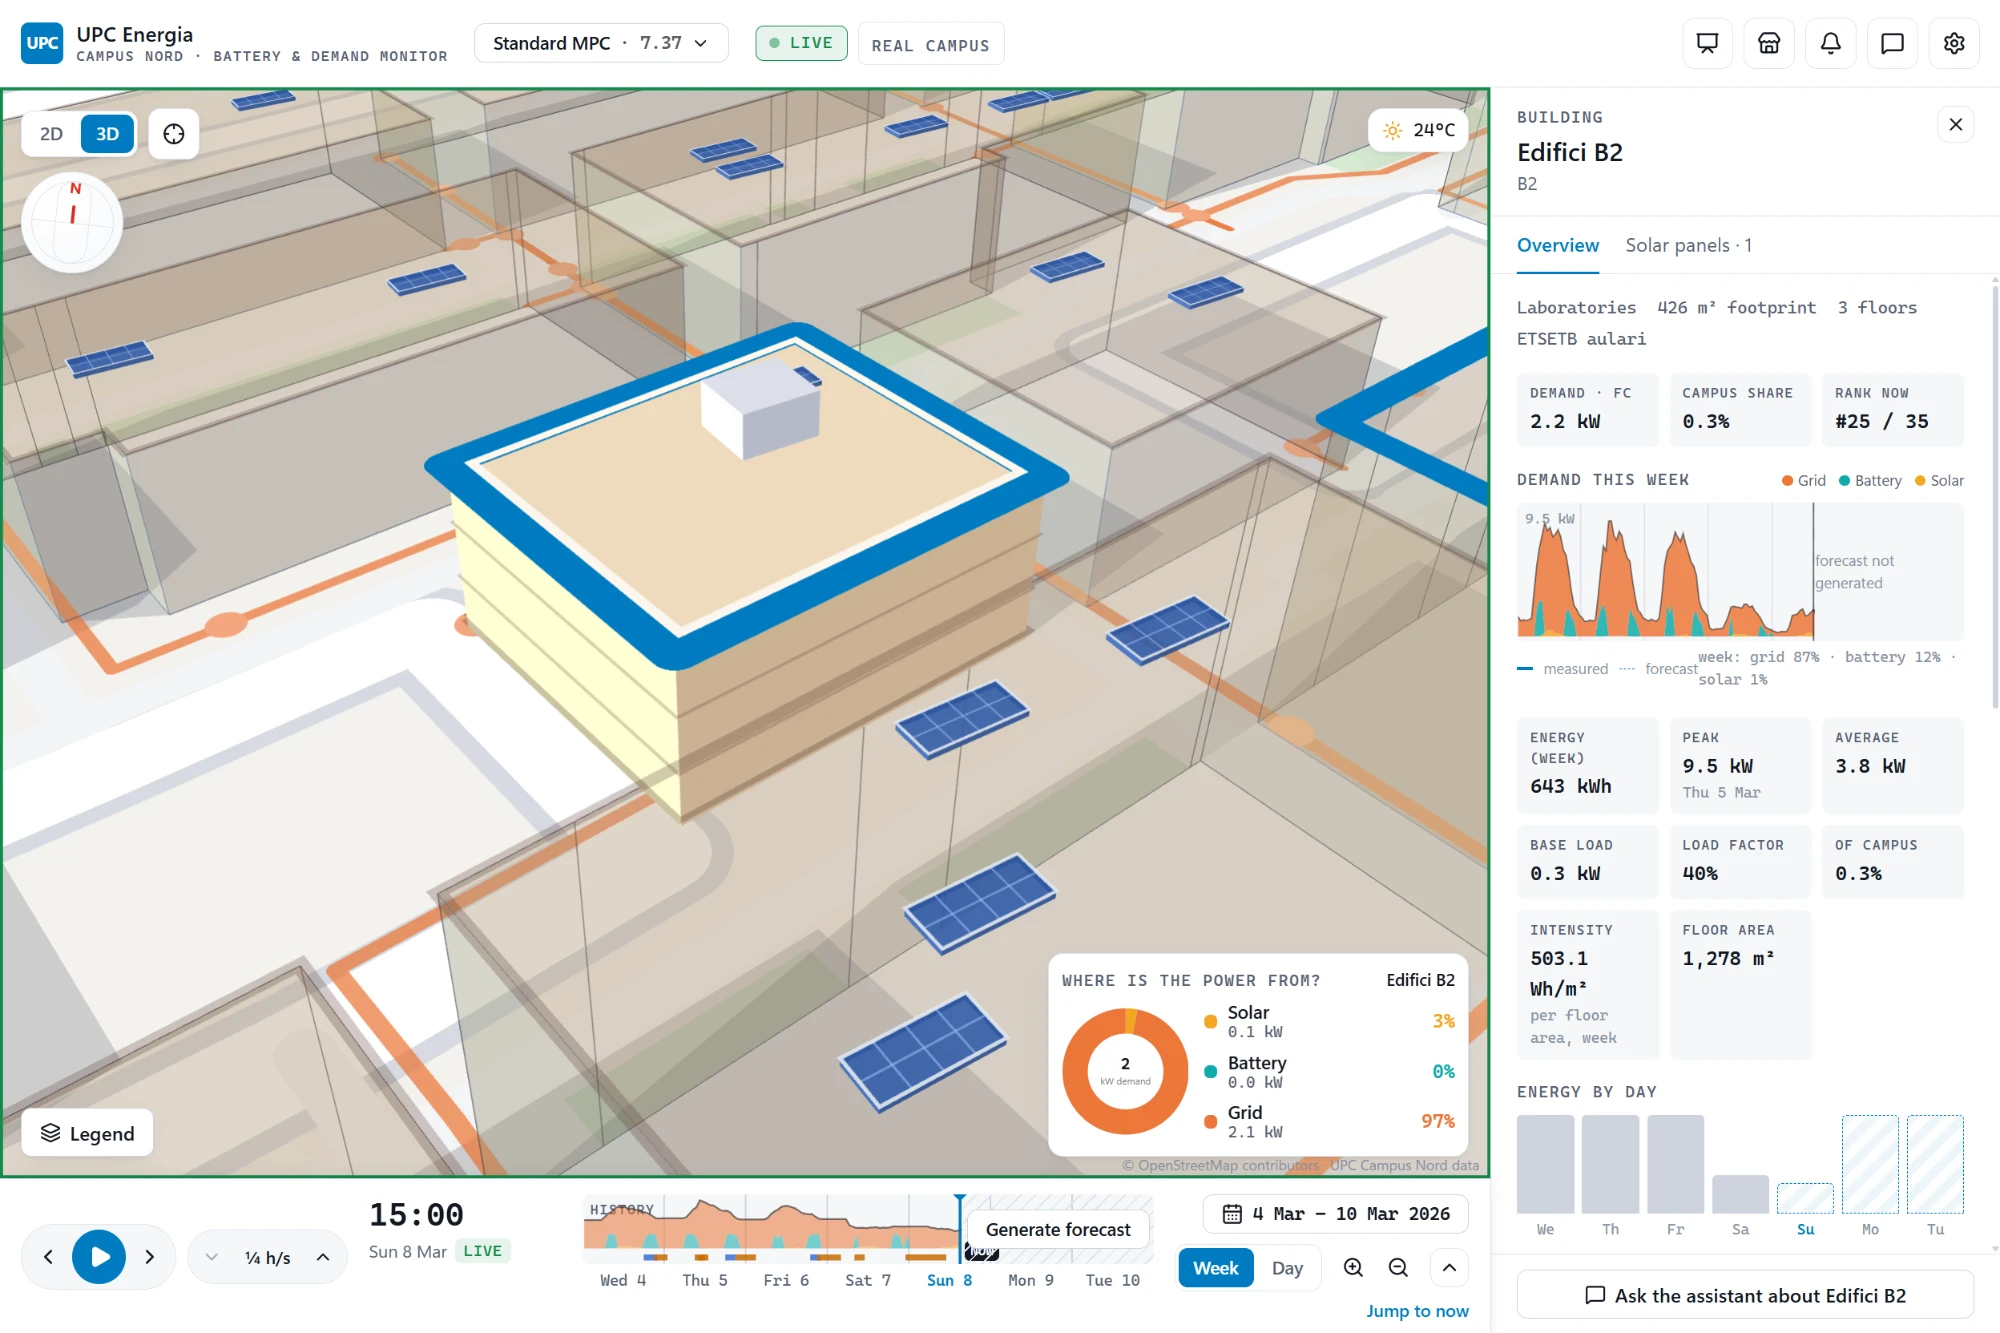 UPC
UPC Energia
CAMPUS NORD · BATTERY & DEMAND MONITOR
Standard MPC · 7.37
LIVE
REAL CAMPUS
2D
3D
N
24°C
Legend
WHERE IS THE POWER FROM?
Edifici B2
2
kW demand
Solar
0.1 kW
3%
Battery
0.0 kW
0%
Grid
2.1 kW
97%
© OpenStreetMap contributors · UPC Campus Nord data
¼ h/s
15:00
Sun 8 Mar
LIVE
HISTORY
NOW
Generate forecast
Wed 4
Thu 5
Fri 6
Sat 7
Sun 8
Mon 9
Tue 10
4 Mar – 10 Mar 2026
Week
Day
Jump to now
BUILDING
Edifici B2
B2
Overview
Solar panels · 1
Laboratories 426 m² footprint 3 floors
ETSETB aulari
DEMAND · FC
2.2 kW
CAMPUS SHARE
0.3%
RANK NOW
#25 / 35
DEMAND THIS WEEK
Grid
Battery
Solar
9.5 kW
forecast not
generated
measured
forecast
week: grid 87% · battery 12% ·
solar 1%
ENERGY
(WEEK)
643 kWh
PEAK
9.5 kW
Thu 5 Mar
AVERAGE
3.8 kW
BASE LOAD
0.3 kW
LOAD FACTOR
40%
OF CAMPUS
0.3%
INTENSITY
503.1
Wh/m²
per floor
area, week
FLOOR AREA
1,278 m²
ENERGY BY DAY
We
Th
Fr
Sa
Su
Mo
Tu
Ask the assistant about Edifici B2